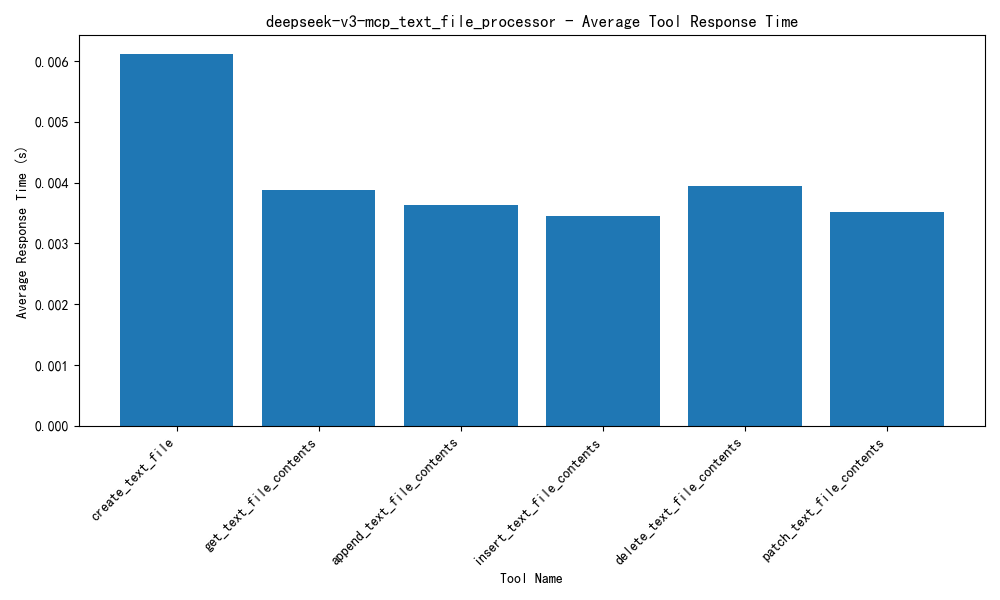 deepseek-v3-mcp_text_file_processor - Average Tool Response Time
Average Response Time (s)
0.006
0.005
0.004
0.003
0.002
0.001
0.000
create_text_file
get_text_file_contents
append_text_file_contents
insert_text_file_contents
delete_text_file_contents
patch_text_file_contents
Tool Name